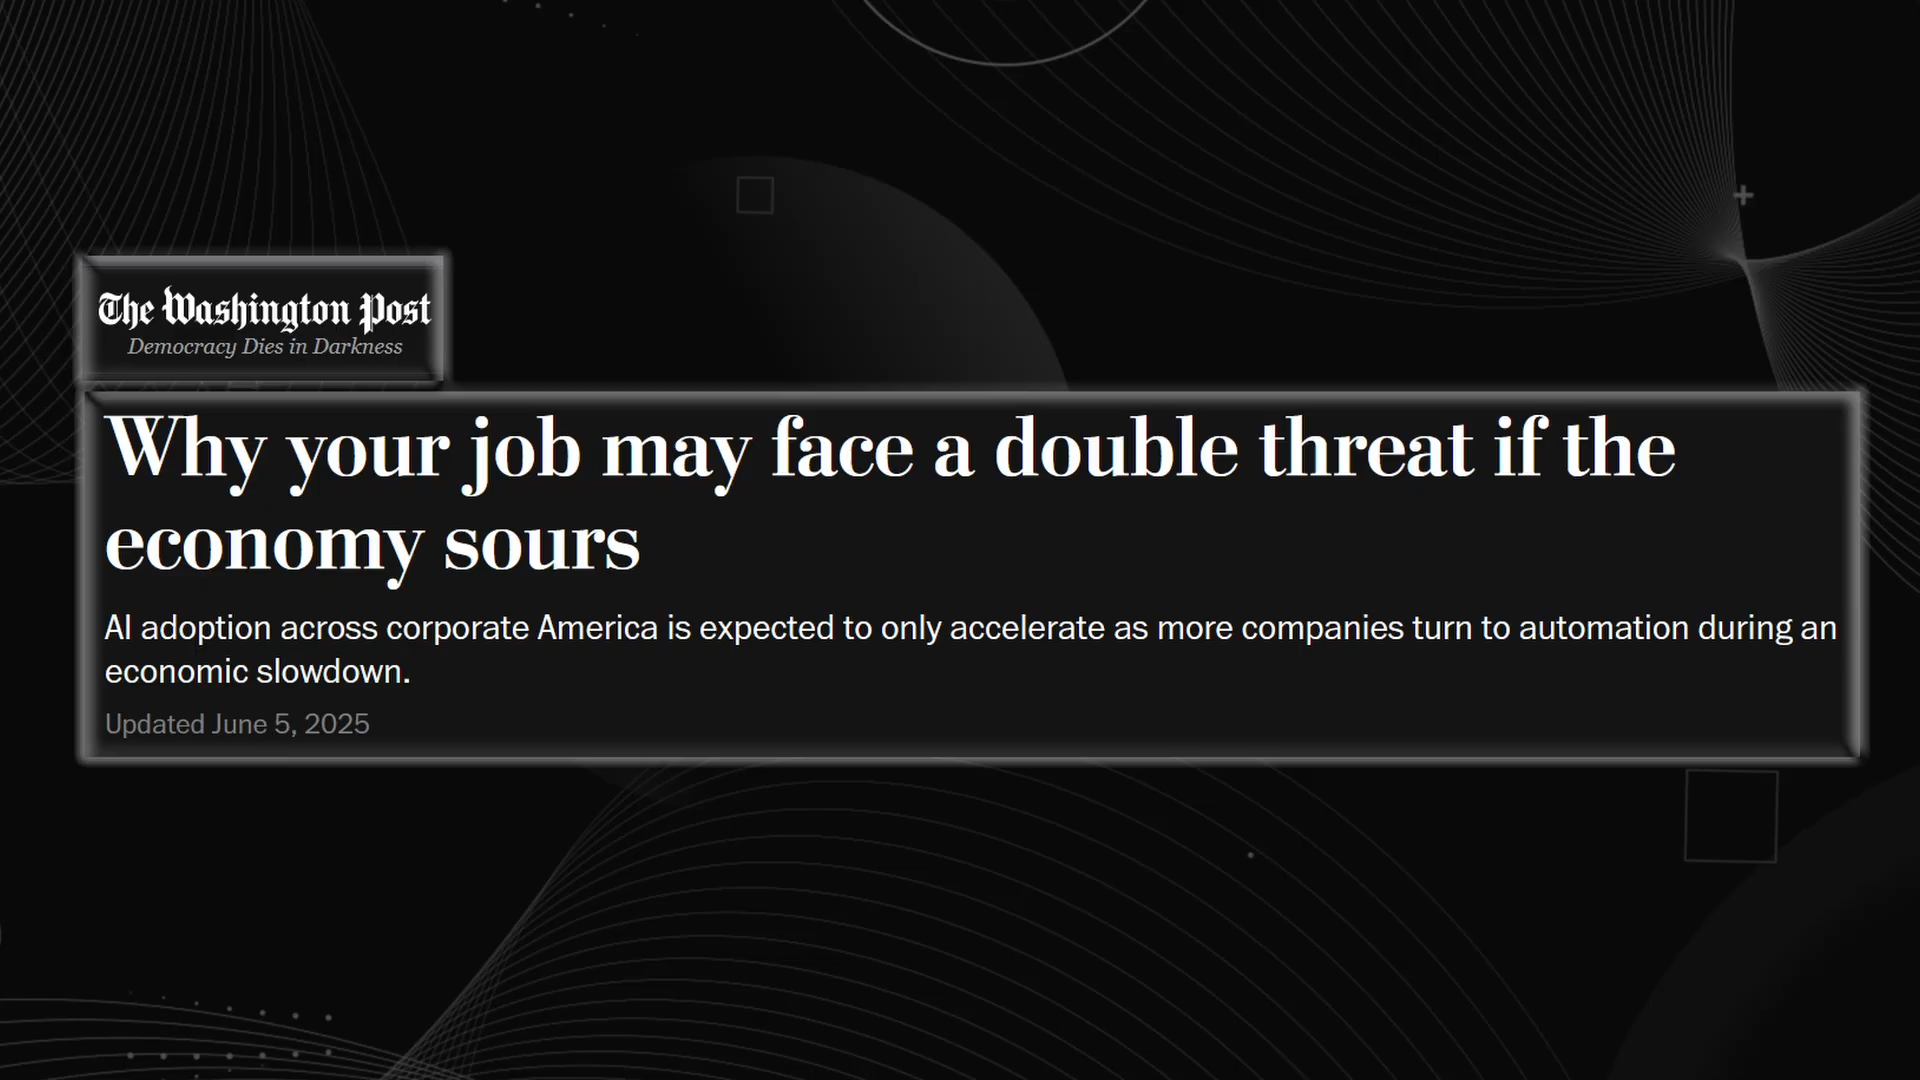 The Washington Post
Democracy Dies in Darkness
Why your job may face a double threat if the
economy sours
AI adoption across corporate America is expected to only accelerate as more companies turn to automation during an
economic slowdown.
Updated June 5, 2025